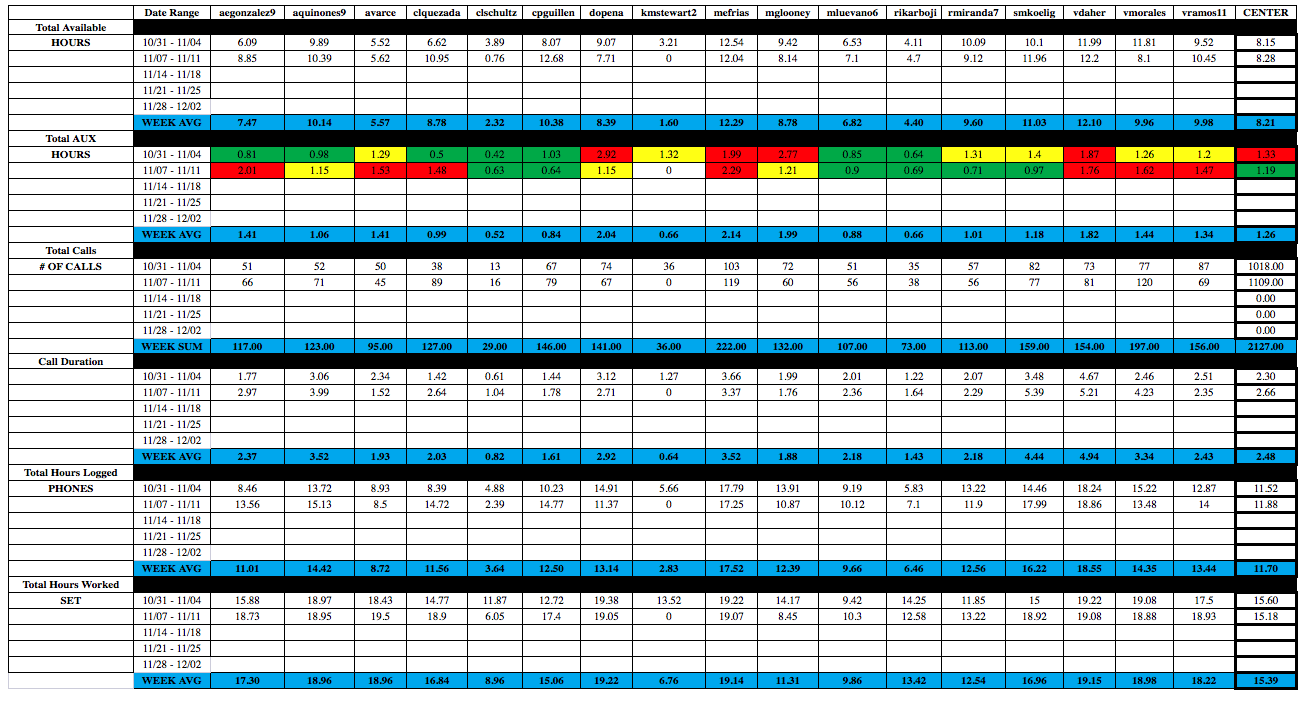 Date Range aegonzalez9 aquinones9 avarce clquezada clschultz cpguillen dopena kmstewart2 mefrias mglooney mluevano6 rikarboji rmiranda7 smkoelig vdaher vmorales vramos11 CENTER
Total Available
HOURS 10/31 - 11/04 6.09 9.89 5.52 6.62 3.89 8.07 9.07 3.21 12.54 9.42 6.53 4.11 10.09 10.1 11.99 11.81 9.52 8.15
11/07 - 11/11 8.85 10.39 5.62 10.95 0.76 12.68 7.71 0 12.04 8.14 7.1 4.7 9.12 11.96 12.2 8.1 10.45 8.28
11/14 - 11/18
11/21 - 11/25
11/28 - 12/02
WEEK AVG 7.47 10.14 5.57 8.78 2.32 10.38 8.39 1.60 12.29 8.78 6.82 4.40 9.60 11.03 12.10 9.96 9.98 8.21
Total AUX
HOURS 10/31 - 11/04 0.81 0.98 1.29 0.5 0.42 1.03 2.92 1.32 1.99 2.77 0.85 0.64 1.31 1.4 1.87 1.26 1.2 1.33
11/07 - 11/11 2.01 1.15 1.53 1.48 0.63 0.64 1.15 0 2.29 1.21 0.9 0.69 0.71 0.97 1.76 1.62 1.47 1.19
11/14 - 11/18
11/21 - 11/25
11/28 - 12/02
WEEK AVG 1.41 1.06 1.41 0.99 0.52 0.84 2.04 0.66 2.14 1.99 0.88 0.66 1.01 1.18 1.82 1.44 1.34 1.26
Total Calls
# OF CALLS 10/31 - 11/04 51 52 50 38 13 67 74 36 103 72 51 35 57 82 73 77 87 1018.00
11/07 - 11/11 66 71 45 89 16 79 67 0 119 60 56 38 56 77 81 120 69 1109.00
11/14 - 11/18 0.00
11/21 - 11/25 0.00
11/28 - 12/02 0.00
WEEK SUM 117.00 123.00 95.00 127.00 29.00 146.00 141.00 36.00 222.00 132.00 107.00 73.00 113.00 159.00 154.00 197.00 156.00 2127.00
Call Duration
10/31 - 11/04 1.77 3.06 2.34 1.42 0.61 1.44 3.12 1.27 3.66 1.99 2.01 1.22 2.07 3.48 4.67 2.46 2.51 2.30
11/07 - 11/11 2.97 3.99 1.52 2.64 1.04 1.78 2.71 0 3.37 1.76 2.36 1.64 2.29 5.39 5.21 4.23 2.35 2.66
11/14 - 11/18
11/21 - 11/25
11/28 - 12/02
WEEK AVG 2.37 3.52 1.93 2.03 0.82 1.61 2.92 0.64 3.52 1.88 2.18 1.43 2.18 4.44 4.94 3.34 2.43 2.48
Total Hours Logged
PHONES 10/31 - 11/04 8.46 13.72 8.93 8.39 4.88 10.23 14.91 5.66 17.79 13.91 9.19 5.83 13.22 14.46 18.24 15.22 12.87 11.52
11/07 - 11/11 13.56 15.13 8.5 14.72 2.39 14.77 11.37 0 17.25 10.87 10.12 7.1 11.9 17.99 18.86 13.48 14 11.88
11/14 - 11/18
11/21 - 11/25
11/28 - 12/02
WEEK AVG 11.01 14.42 8.72 11.56 3.64 12.50 13.14 2.83 17.52 12.39 9.66 6.46 12.56 16.22 18.55 14.35 13.44 11.70
Total Hours Worked
SET 10/31 - 11/04 15.88 18.97 18.43 14.77 11.87 12.72 19.38 13.52 19.22 14.17 9.42 14.25 11.85 15 19.22 19.08 17.5 15.60
11/07 - 11/11 18.73 18.95 19.5 18.9 6.05 17.4 19.05 0 19.07 8.45 10.3 12.58 13.22 18.92 19.08 18.88 18.93 15.18
11/14 - 11/18
11/21 - 11/25
11/28 - 12/02
WEEK AVG 17.30 18.96 18.96 16.84 8.96 15.06 19.22 6.76 19.14 11.31 9.86 13.42 12.54 16.96 19.15 18.98 18.22 15.39